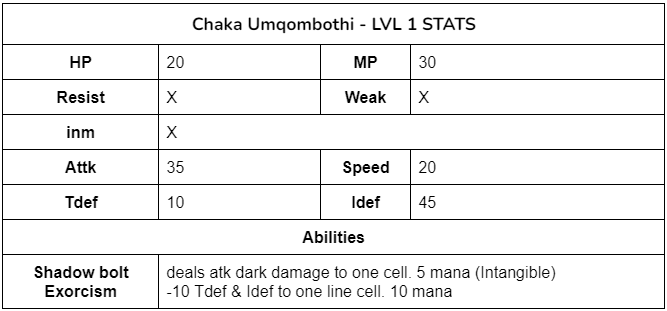 Chaka Umqombothi - LVL 1 STATS
HP 20 MP 30
Resist X Weak X
inm X
Attk 35 Speed 20
Tdef 10 Idef 45
Abilities
Shadow bolt deals atk dark damage to one cell. 5 mana (Intangible)
Exorcism -10 Tdef & Idef to one line cell. 10 mana